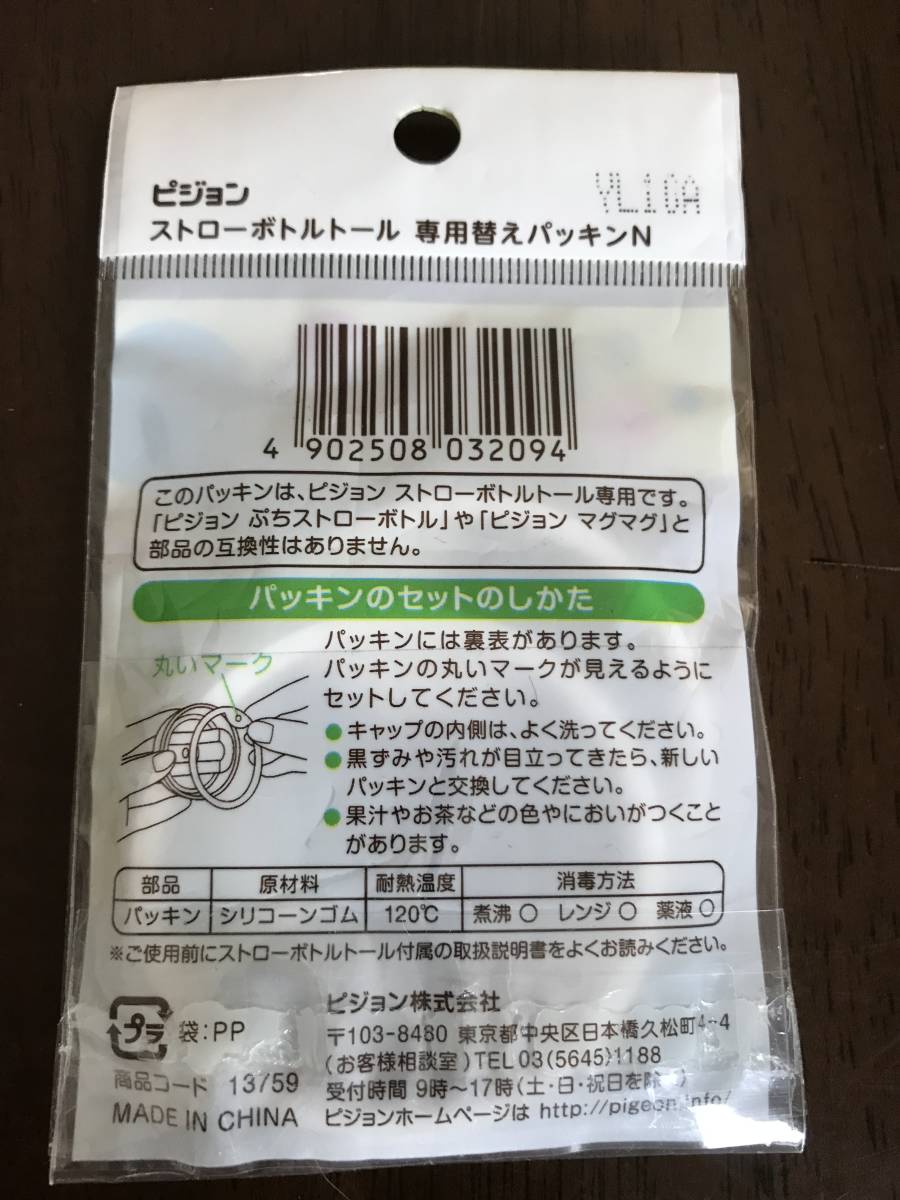 ピジョン
YL1GA
ストローボトルトール 専用替えパッキンN
4 902508 032094
このパッキンは、ピジョン ストローボトルトール専用です。
「ピジョン ぷちストローボトル」や「ピジョン マグマグ」と
部品の互換性はありません。
パッキンのセットのしかた
丸いマーク
パッキンには裏表があります。
パッキンの丸いマークが見えるように
セットしてください。
●キャップの内側は、よく洗ってください。
●黒ずみや汚れが目立ってきたら、新しい
パッキンと交換してください。
●果汁やお茶などの色やにおいがつくこと
があります。
部品 原材料 耐熱温度 消毒方法
パッキン シリコーンゴム 120℃ 煮沸○ レンジ○ 薬液○
※ご使用前にストローボトルトール付属の取扱説明書をよくお読みください。
プラ 袋:PP
商品コード 13759
MADE IN CHINA
ピジョン株式会社
〒103-8480 東京都中央区日本橋久松町4-4
(お客様相談室)TEL 03(5645)1188
受付時間 9時〜17時(土・日・祝日を除く)
ピジョンホームページは http://pigeon.info/